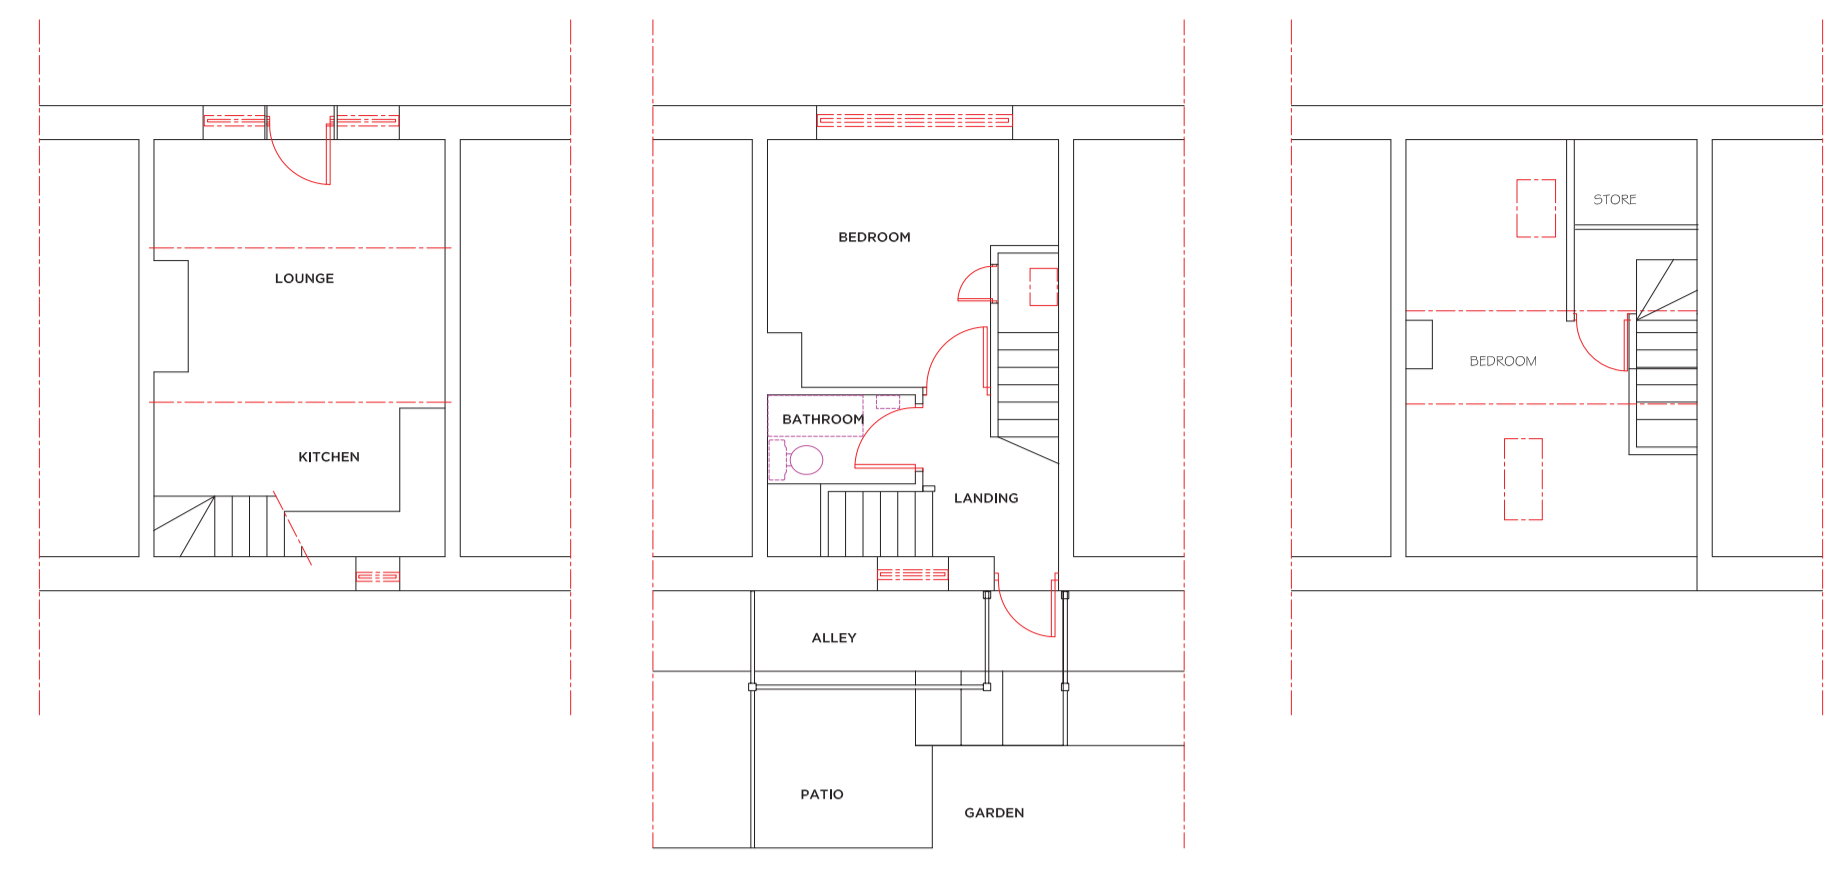 LOUNGE
KITCHEN
BEDROOM
BATHROOM
LANDING
ALLEY
PATIO
GARDEN
STORE
BEDROOM